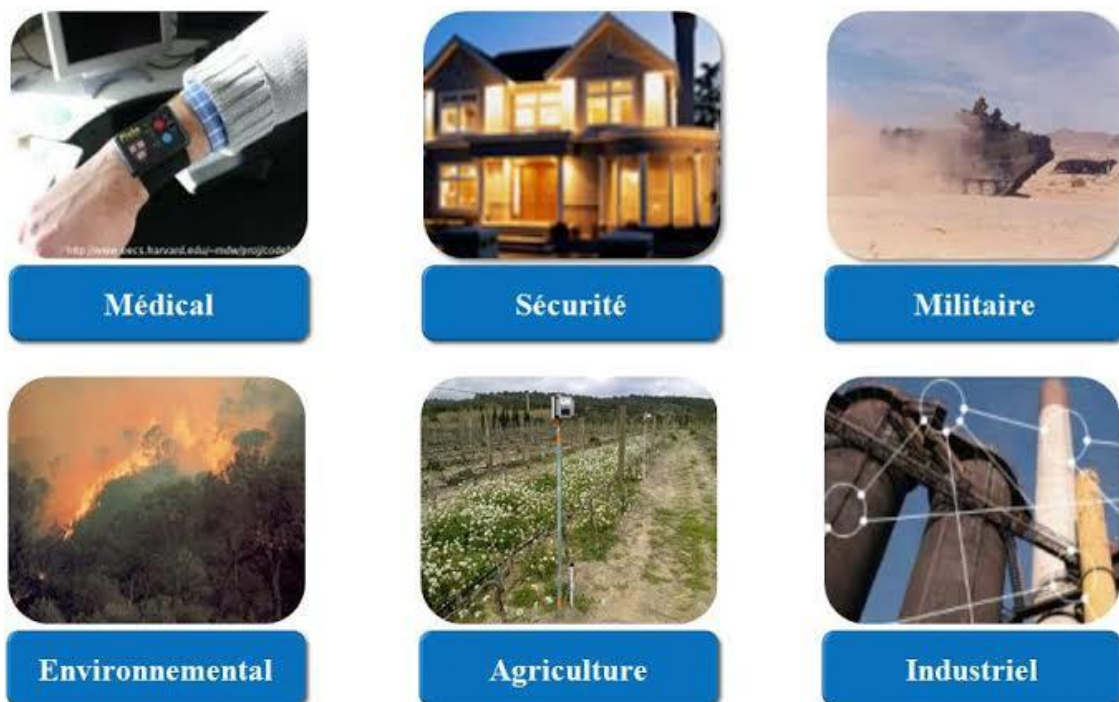 Médical
Sécurité
Militaire
Environnemental
Agriculture
Industriel